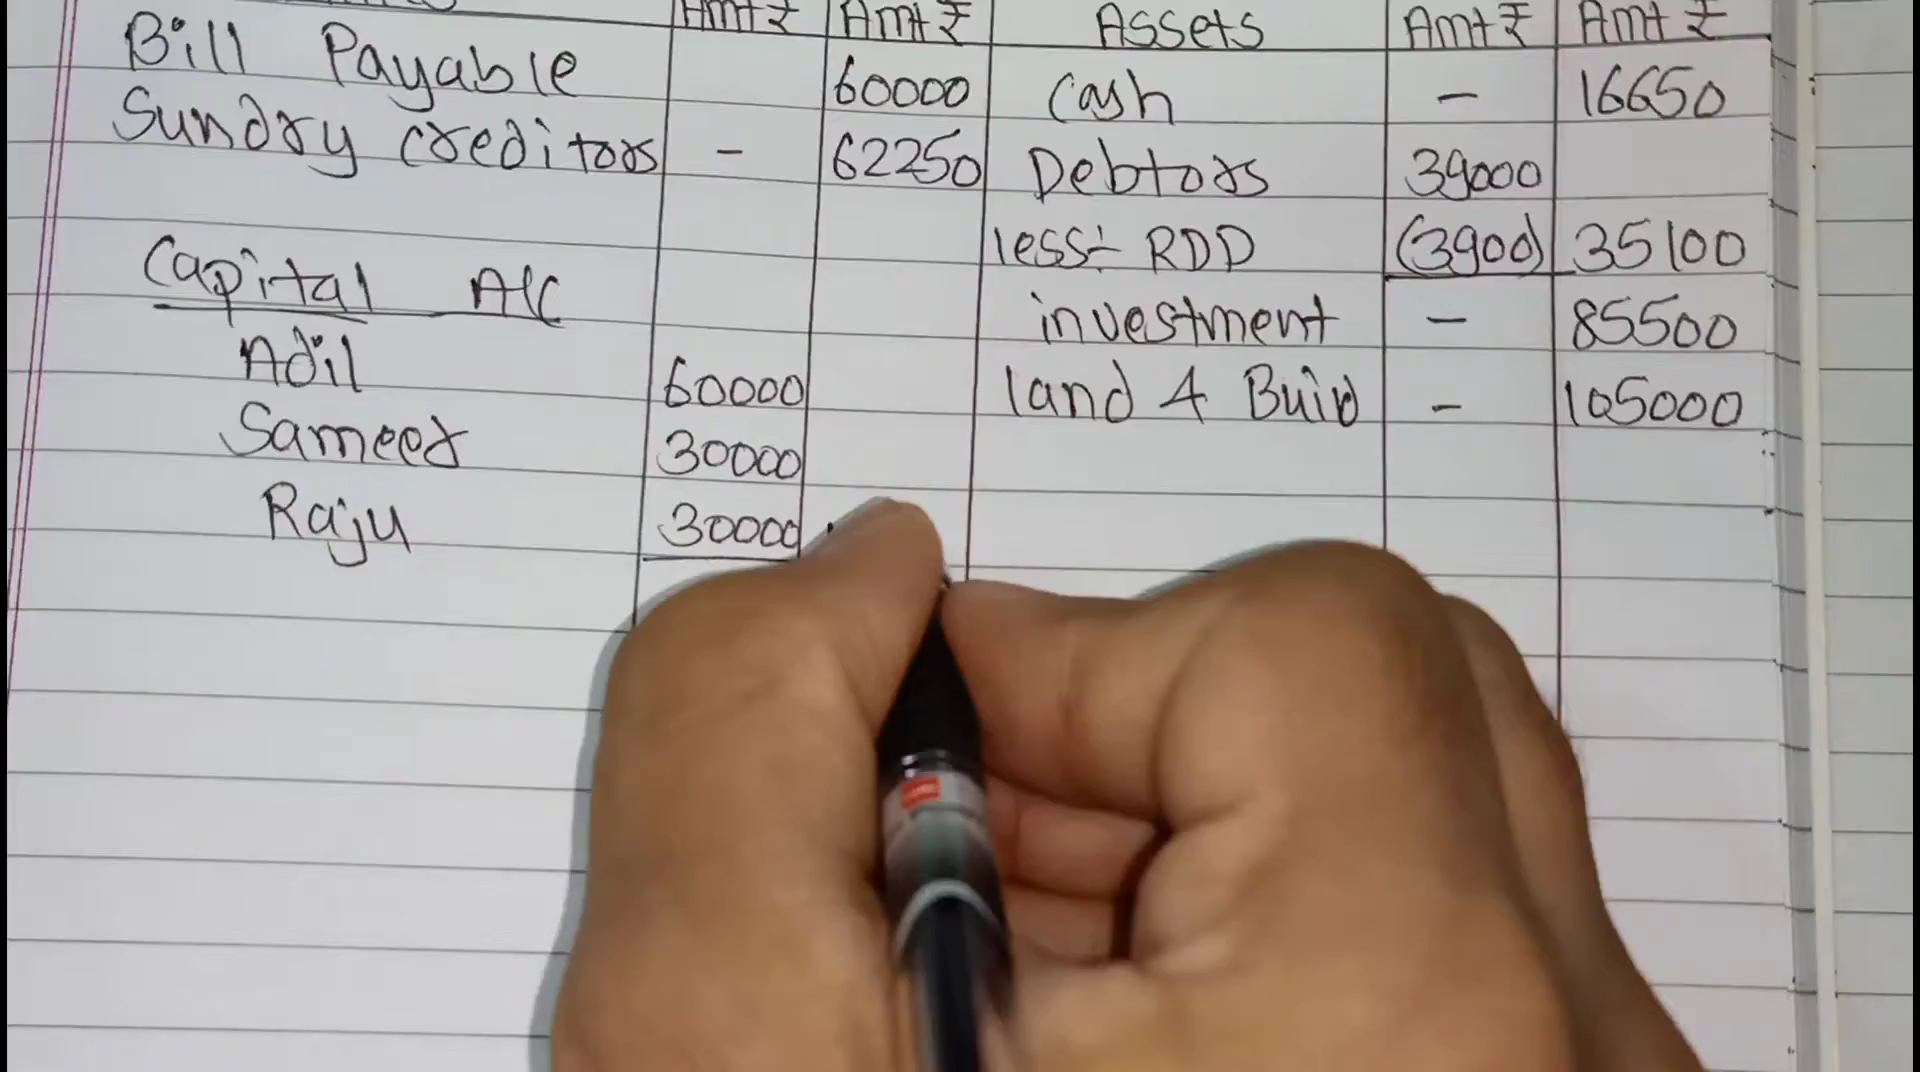 Amt ₹ Amt ₹ Assets Amt ₹ Amt ₹
Bill Payable 60000 Cash – 16650
Sundry creditors – 62250 Debtors 39000
less:- RDD (3900) 35100
Capital A/C investment – 85500
Adil 60000 land & Buid – 105000
Sameer 30000
Raju 30000